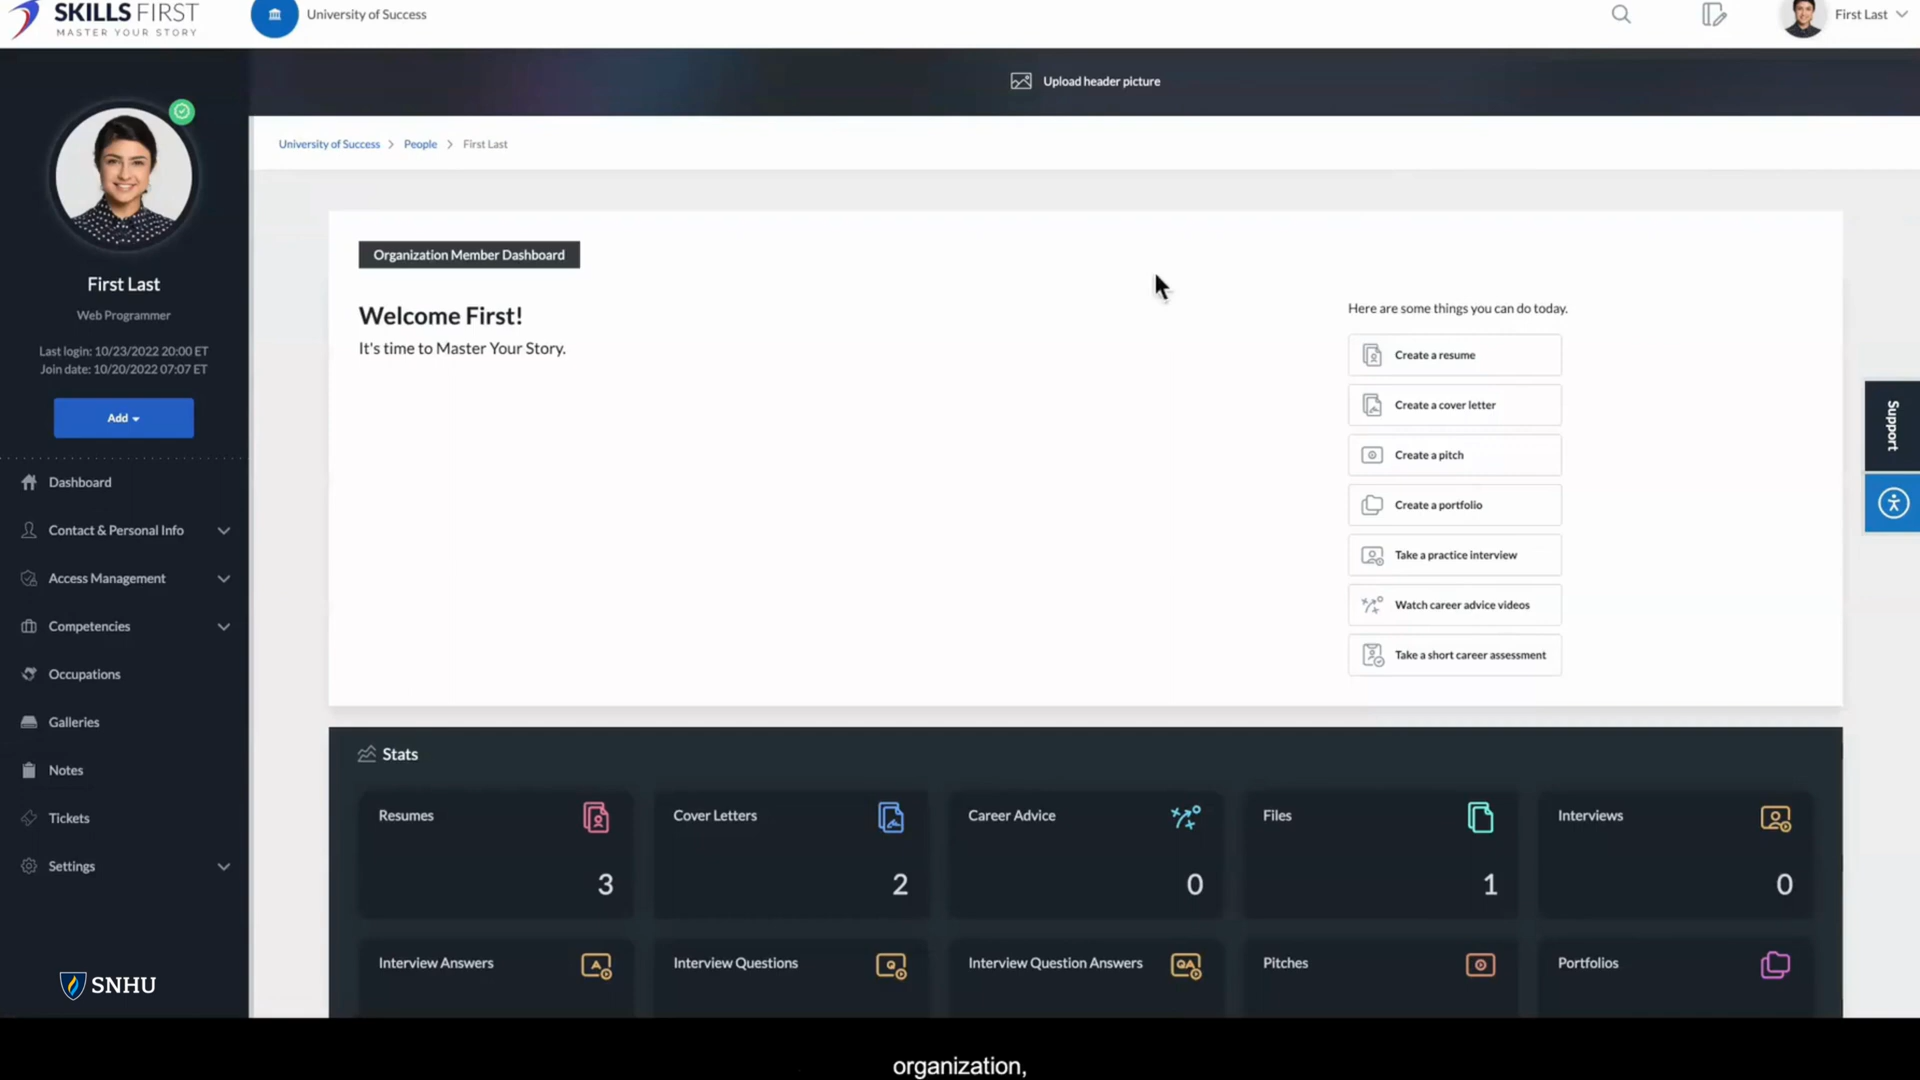 SKILLS FIRST
MASTER YOUR STORY
University of Success
First Last
Upload header picture
University of Success > People > First Last
First Last
Web Programmer
Last login: 10/23/2022 20:00 ET
Join date: 10/20/2022 07:07 ET
Add
Dashboard
Contact & Personal Info
Access Management
Competencies
Occupations
Galleries
Notes
Tickets
Settings
SNHU
Organization Member Dashboard
Welcome First!
It's time to Master Your Story.
Here are some things you can do today.
Create a resume
Create a cover letter
Create a pitch
Create a portfolio
Take a practice interview
Watch career advice videos
Take a short career assessment
Support
Stats
Resumes
3
Cover Letters
2
Career Advice
0
Files
1
Interviews
0
Interview Answers
A
Interview Questions
Q
Interview Question Answers
QA
Pitches
Portfolios
organization,